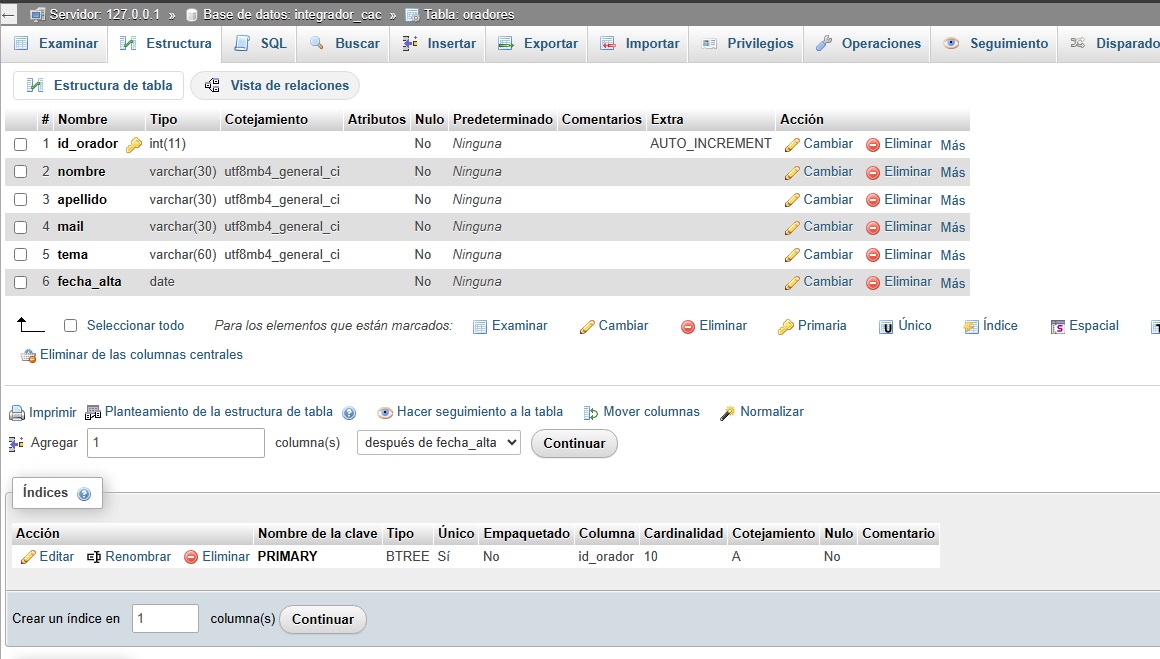 Servidor: 127.0.0.1 » Base de datos: integrador_cac » Tabla: oradores
Examinar Estructura SQL Buscar Insertar Exportar Importar Privilegios Operaciones Seguimiento Disparado
Estructura de tabla Vista de relaciones
# Nombre Tipo Cotejamiento Atributos Nulo Predeterminado Comentarios Extra Acción
1 id_orador int(11) No Ninguna AUTO_INCREMENT Cambiar Eliminar Más
2 nombre varchar(30) utf8mb4_general_ci No Ninguna Cambiar Eliminar Más
3 apellido varchar(30) utf8mb4_general_ci No Ninguna Cambiar Eliminar Más
4 mail varchar(30) utf8mb4_general_ci No Ninguna Cambiar Eliminar Más
5 tema varchar(60) utf8mb4_general_ci No Ninguna Cambiar Eliminar Más
6 fecha_alta date No Ninguna Cambiar Eliminar Más
Seleccionar todo Para los elementos que están marcados: Examinar Cambiar Eliminar Primaria Único Índice Espacial
Eliminar de las columnas centrales
Imprimir Planteamiento de la estructura de tabla Hacer seguimiento a la tabla Mover columnas Normalizar
Agregar 1 columna(s) después de fecha_alta Continuar
Índices
Acción Nombre de la clave Tipo Único Empaquetado Columna Cardinalidad Cotejamiento Nulo Comentario
Editar Renombrar Eliminar PRIMARY BTREE Sí No id_orador 10 A No
Crear un índice en 1 columna(s) Continuar